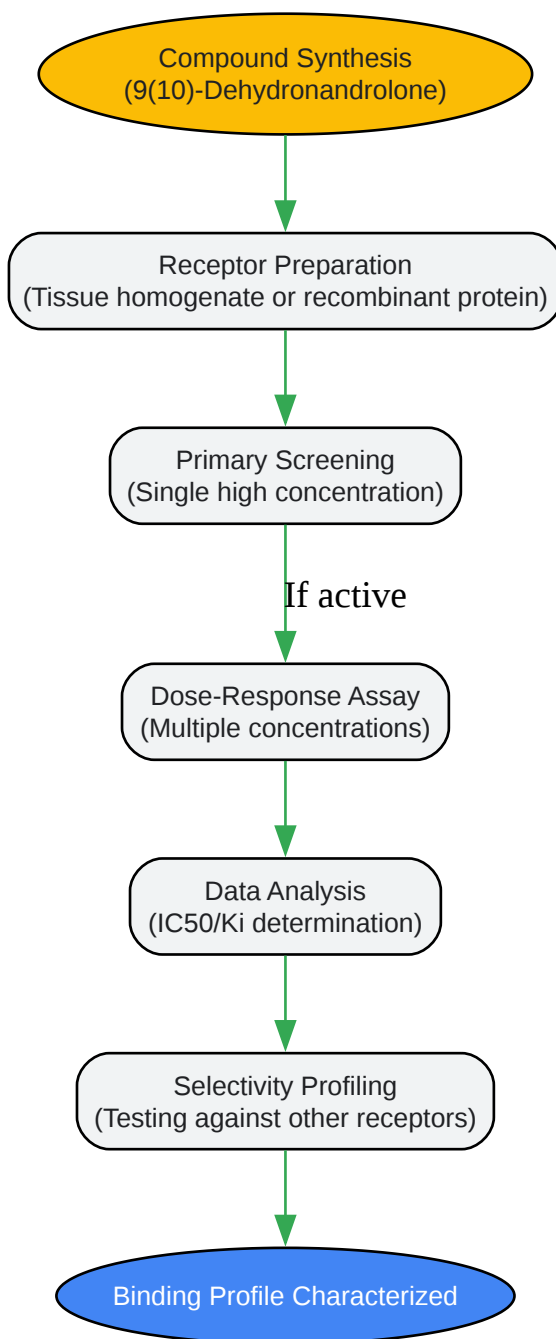 Compound Synthesis
(9(10)-Dehydronandrolone)
Receptor Preparation
(Tissue homogenate or recombinant protein)
Primary Screening
(Single high concentration)
If active
Dose-Response Assay
(Multiple concentrations)
Data Analysis
(IC50/Ki determination)
Selectivity Profiling
(Testing against other receptors)
Binding Profile Characterized